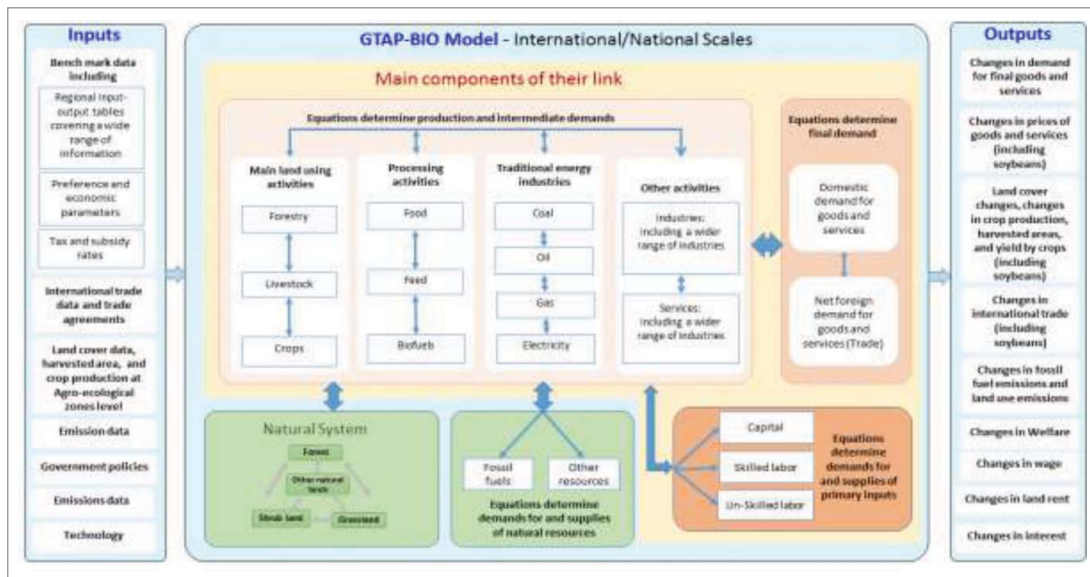 Inputs
Bench mark data
including
Regional Input-
output tables
covering a wide
range of
information
Preference and
economic
parameters
Tax and subsidy
rates
International trade
data and trade
agreements
Land cover data,
harvested area, and
crop production at
Agro-ecological
zones level
Emission data
Government policies
Emissions data
Technology
GTAP-BIO Model - International/National Scales
Main components of their link
Equations determine production and intermediate demands
Main land using
activities
Forestry
Livestock
Crops
Processing
activities
Food
Feed
Biofuels
Traditional energy
industries
Coal
Oil
Gas
Electricity
Other activities
Industries:
including a wider
range of industries
Services:
including a wider
range of industries
Equations determine
final demand
Domestic
demand for
goods and
services
Net foreign
demand for
goods and
services (Trade)
Natural System
Forest
Other natural
lands
Shrub land
Grassland
Fossil
fuels
Other
resources
Equations determine
demands for and supplies
of natural resources
Capital
Skilled labor
Un-Skilled labor
Equations
determine
demands for
and supplies of
primary inputs
Outputs
Changes in demand
for final goods and
services
Changes in prices of
goods and services
(including
soybeans)
Land cover
changes, changes
in crop production,
harvested areas,
and yield by crops
(including
soybeans)
Changes in
international trade
(including
soybeans)
Changes in fossil
fuel emissions and
land use emissions
Changes in Welfare
Changes in wage
Changes in land rent
Changes in interest